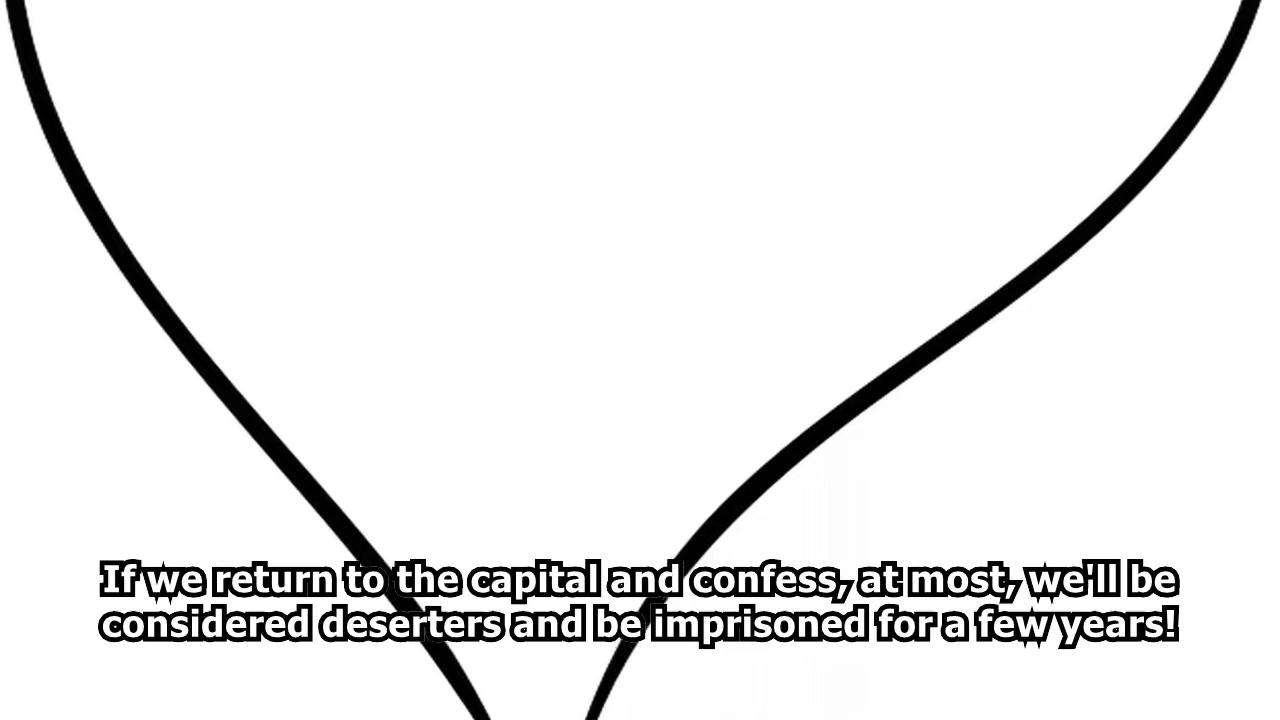 If we return to the capital and confess, at most, we'll be
considered deserters and be imprisoned for a few years!